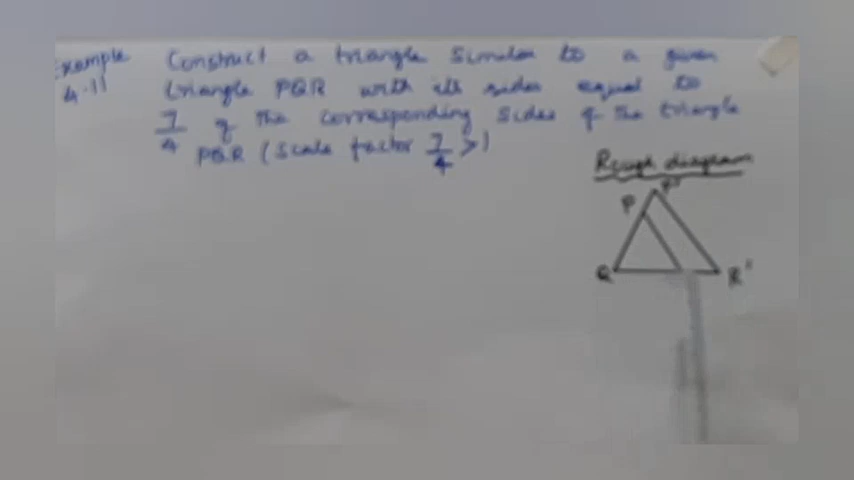 Example Construct a triangle similar to a given
4.11 triangle PQR with its sides equal to
7/4 of the corresponding sides of the triangle
PQR (scale factor 7/4 > 1)
Rough diagram
P'
P
Q R'